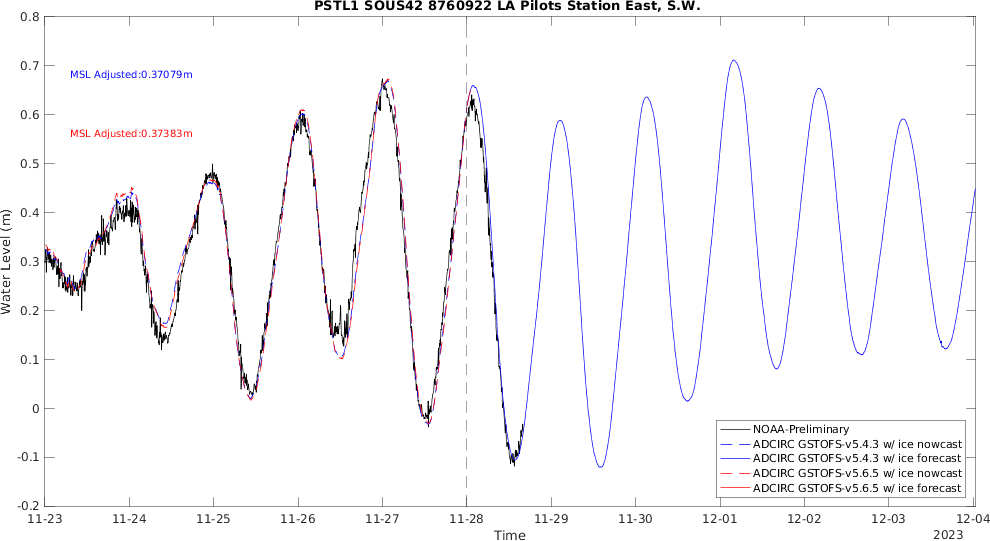 PSTL1 SOUS42 8760922 LA Pilots Station East, S.W.
0.8
0.7
0.6
0.5
0.4
0.3
0.2
0.1
0
-0.1
-0.2
Water Level (m)
MSL Adjusted:0.37079m
MSL Adjusted:0.37383m
NOAA-Preliminary
ADCIRC GSTOFS-v5.4.3 w/ ice nowcast
ADCIRC GSTOFS-v5.4.3 w/ ice forecast
ADCIRC GSTOFS-v5.6.5 w/ ice nowcast
ADCIRC GSTOFS-v5.6.5 w/ ice forecast
11-23 11-24 11-25 11-26 11-27 11-28 11-29 11-30 12-01 12-02 12-03 12-04
Time
2023